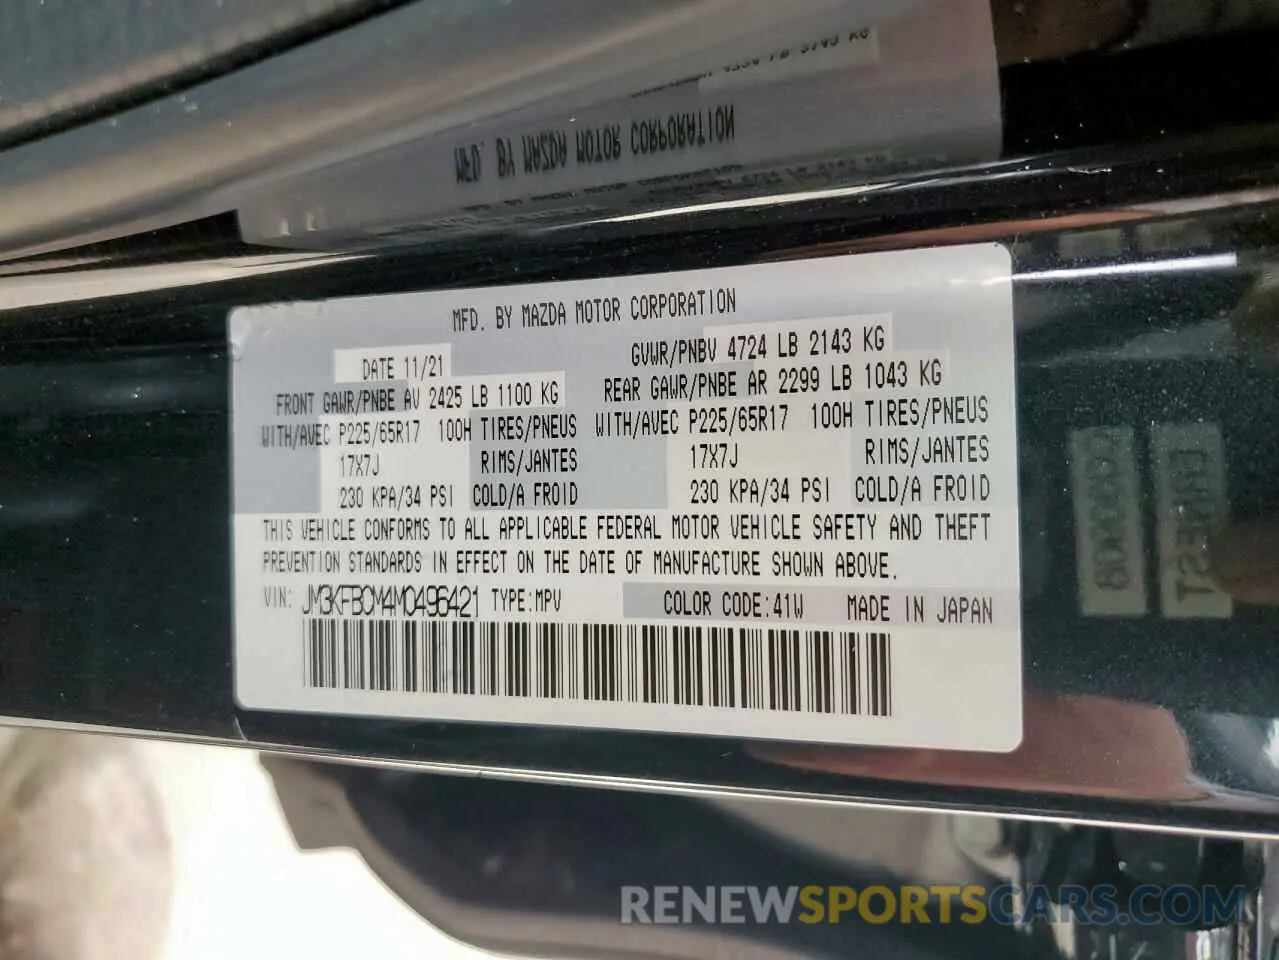 MFD. BY MAZDA MOTOR CORPORATION
DATE 11/21 GVWR/PNBV 4724 LB 2143 KG
FRONT GAWR/PNBE AV 2425 LB 1100 KG REAR GAWR/PNBE AR 2299 LB 1043 KG
WITH/AVEC P225/65R17 100H TIRES/PNEUS WITH/AVEC P225/65R17 100H TIRES/PNEUS
17X7J RIMS/JANTES 17X7J RIMS/JANTES
230 KPA/34 PSI COLD/A FROID 230 KPA/34 PSI COLD/A FROID
THIS VEHICLE CONFORMS TO ALL APPLICABLE FEDERAL MOTOR VEHICLE SAFETY AND THEFT
PREVENTION STANDARDS IN EFFECT ON THE DATE OF MANUFACTURE SHOWN ABOVE.
VIN: JM3KFBCM4M0496421 TYPE:MPV COLOR CODE:41W MADE IN JAPAN
RENEWSPORTSCARS.COM